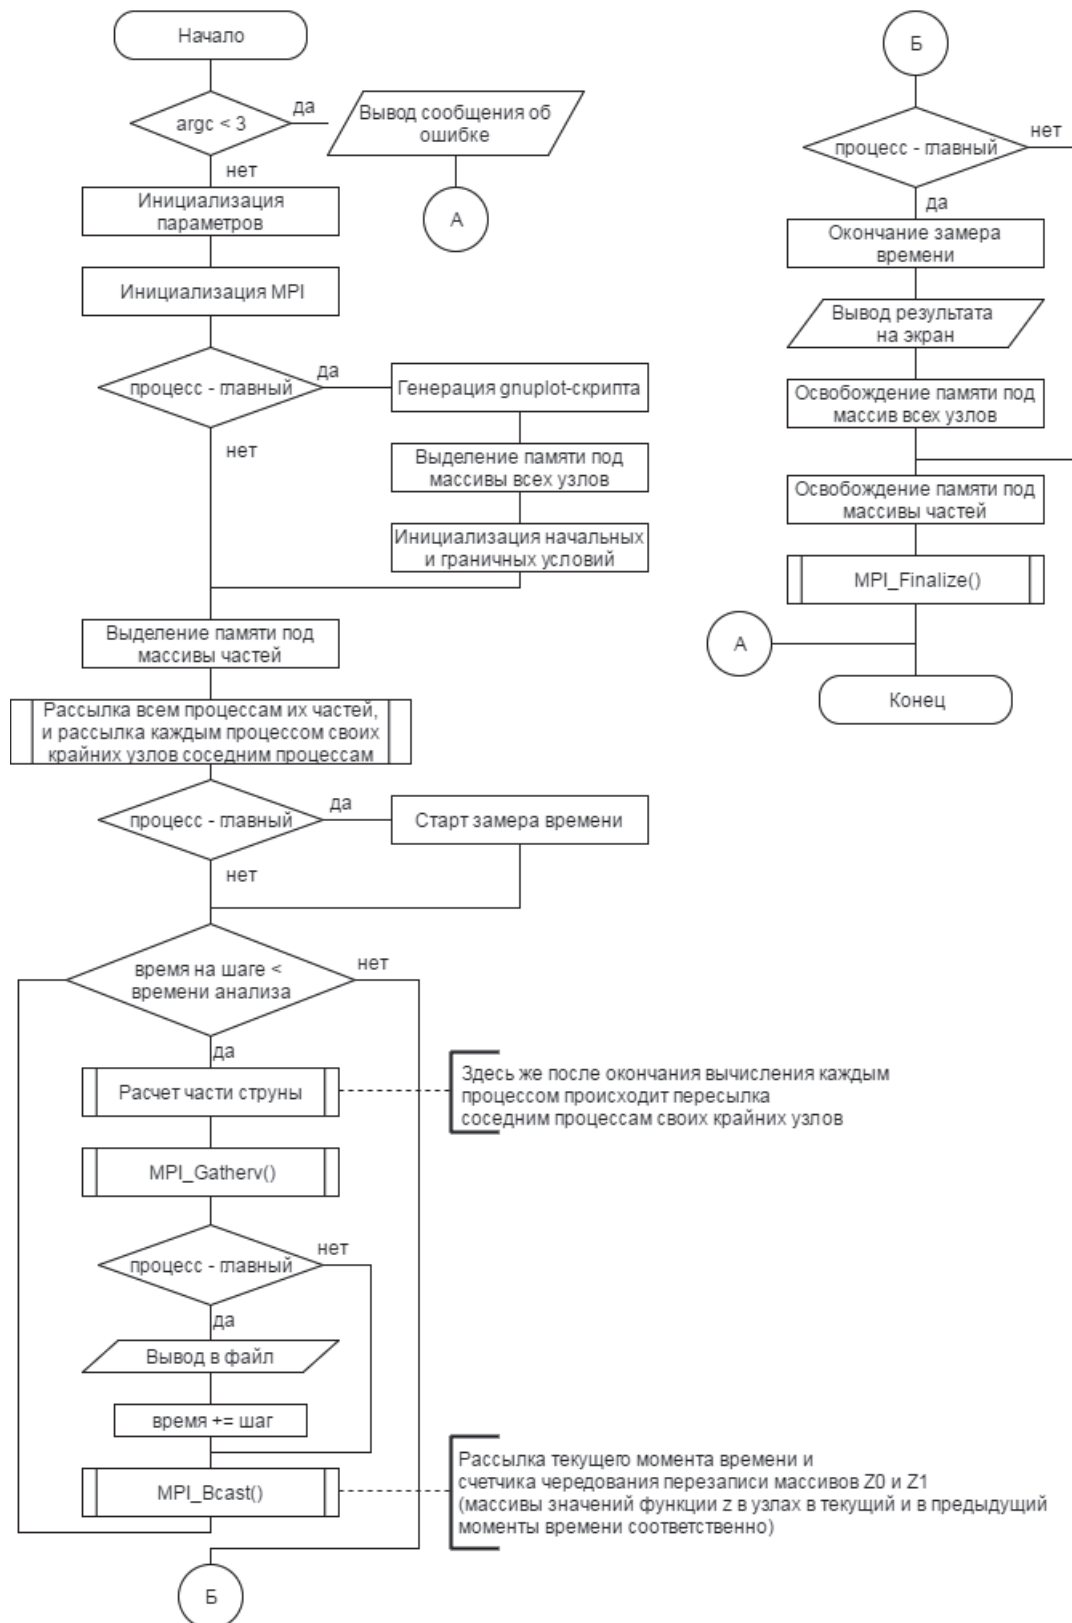 Начало
argc < 3
да
Вывод сообщения об
ошибке
А
нет
Инициализация
параметров
Инициализация MPI
процесс - главный
да
Генерация gnuplot-скрипта
нет
Выделение памяти под
массивы всех узлов
Инициализация начальных
и граничных условий
Выделение памяти под
массивы частей
Рассылка всем процессам их частей,
и рассылка каждым процессом своих
крайних узлов соседним процессам
процесс - главный
да
Старт замера времени
нет
время на шаге <
времени анализа
нет
да
Расчет части струны
Здесь же после окончания вычисления каждым
процессом происходит пересылка
соседним процессам своих крайних узлов
MPI_Gatherv()
процесс - главный
нет
да
Вывод в файл
время += шаг
MPI_Bcast()
Рассылка текущего момента времени и
счетчика чередования перезаписи массивов Z0 и Z1
(массивы значений функции z в узлах в текущий и в предыдущий
моменты времени соответственно)
Б
Б
процесс - главный
нет
да
Окончание замера
времени
Вывод результата
на экран
Освобождение памяти под
массив всех узлов
Освобождение памяти под
массивы частей
MPI_Finalize()
А
Конец